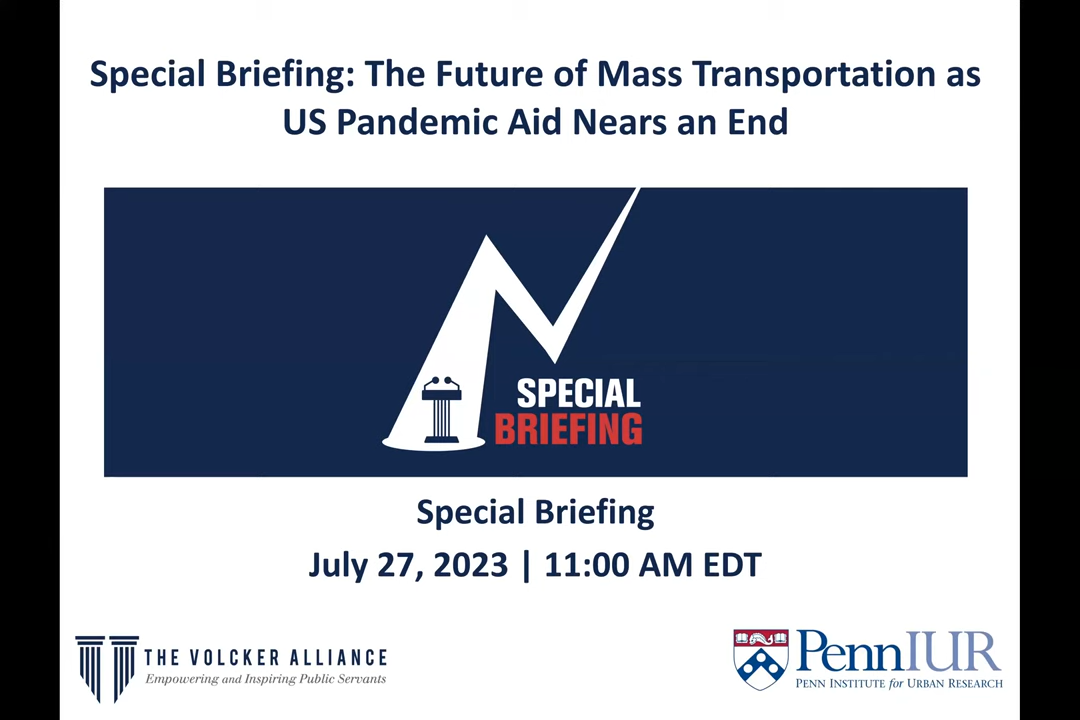 Special Briefing: The Future of Mass Transportation as
US Pandemic Aid Nears an End
SPECIAL
BRIEFING
Special Briefing
July 27, 2023 | 11:00 AM EDT
THE VOLCKER ALLIANCE
Empowering and Inspiring Public Servants
PennIUR
PENN INSTITUTE for URBAN RESEARCH